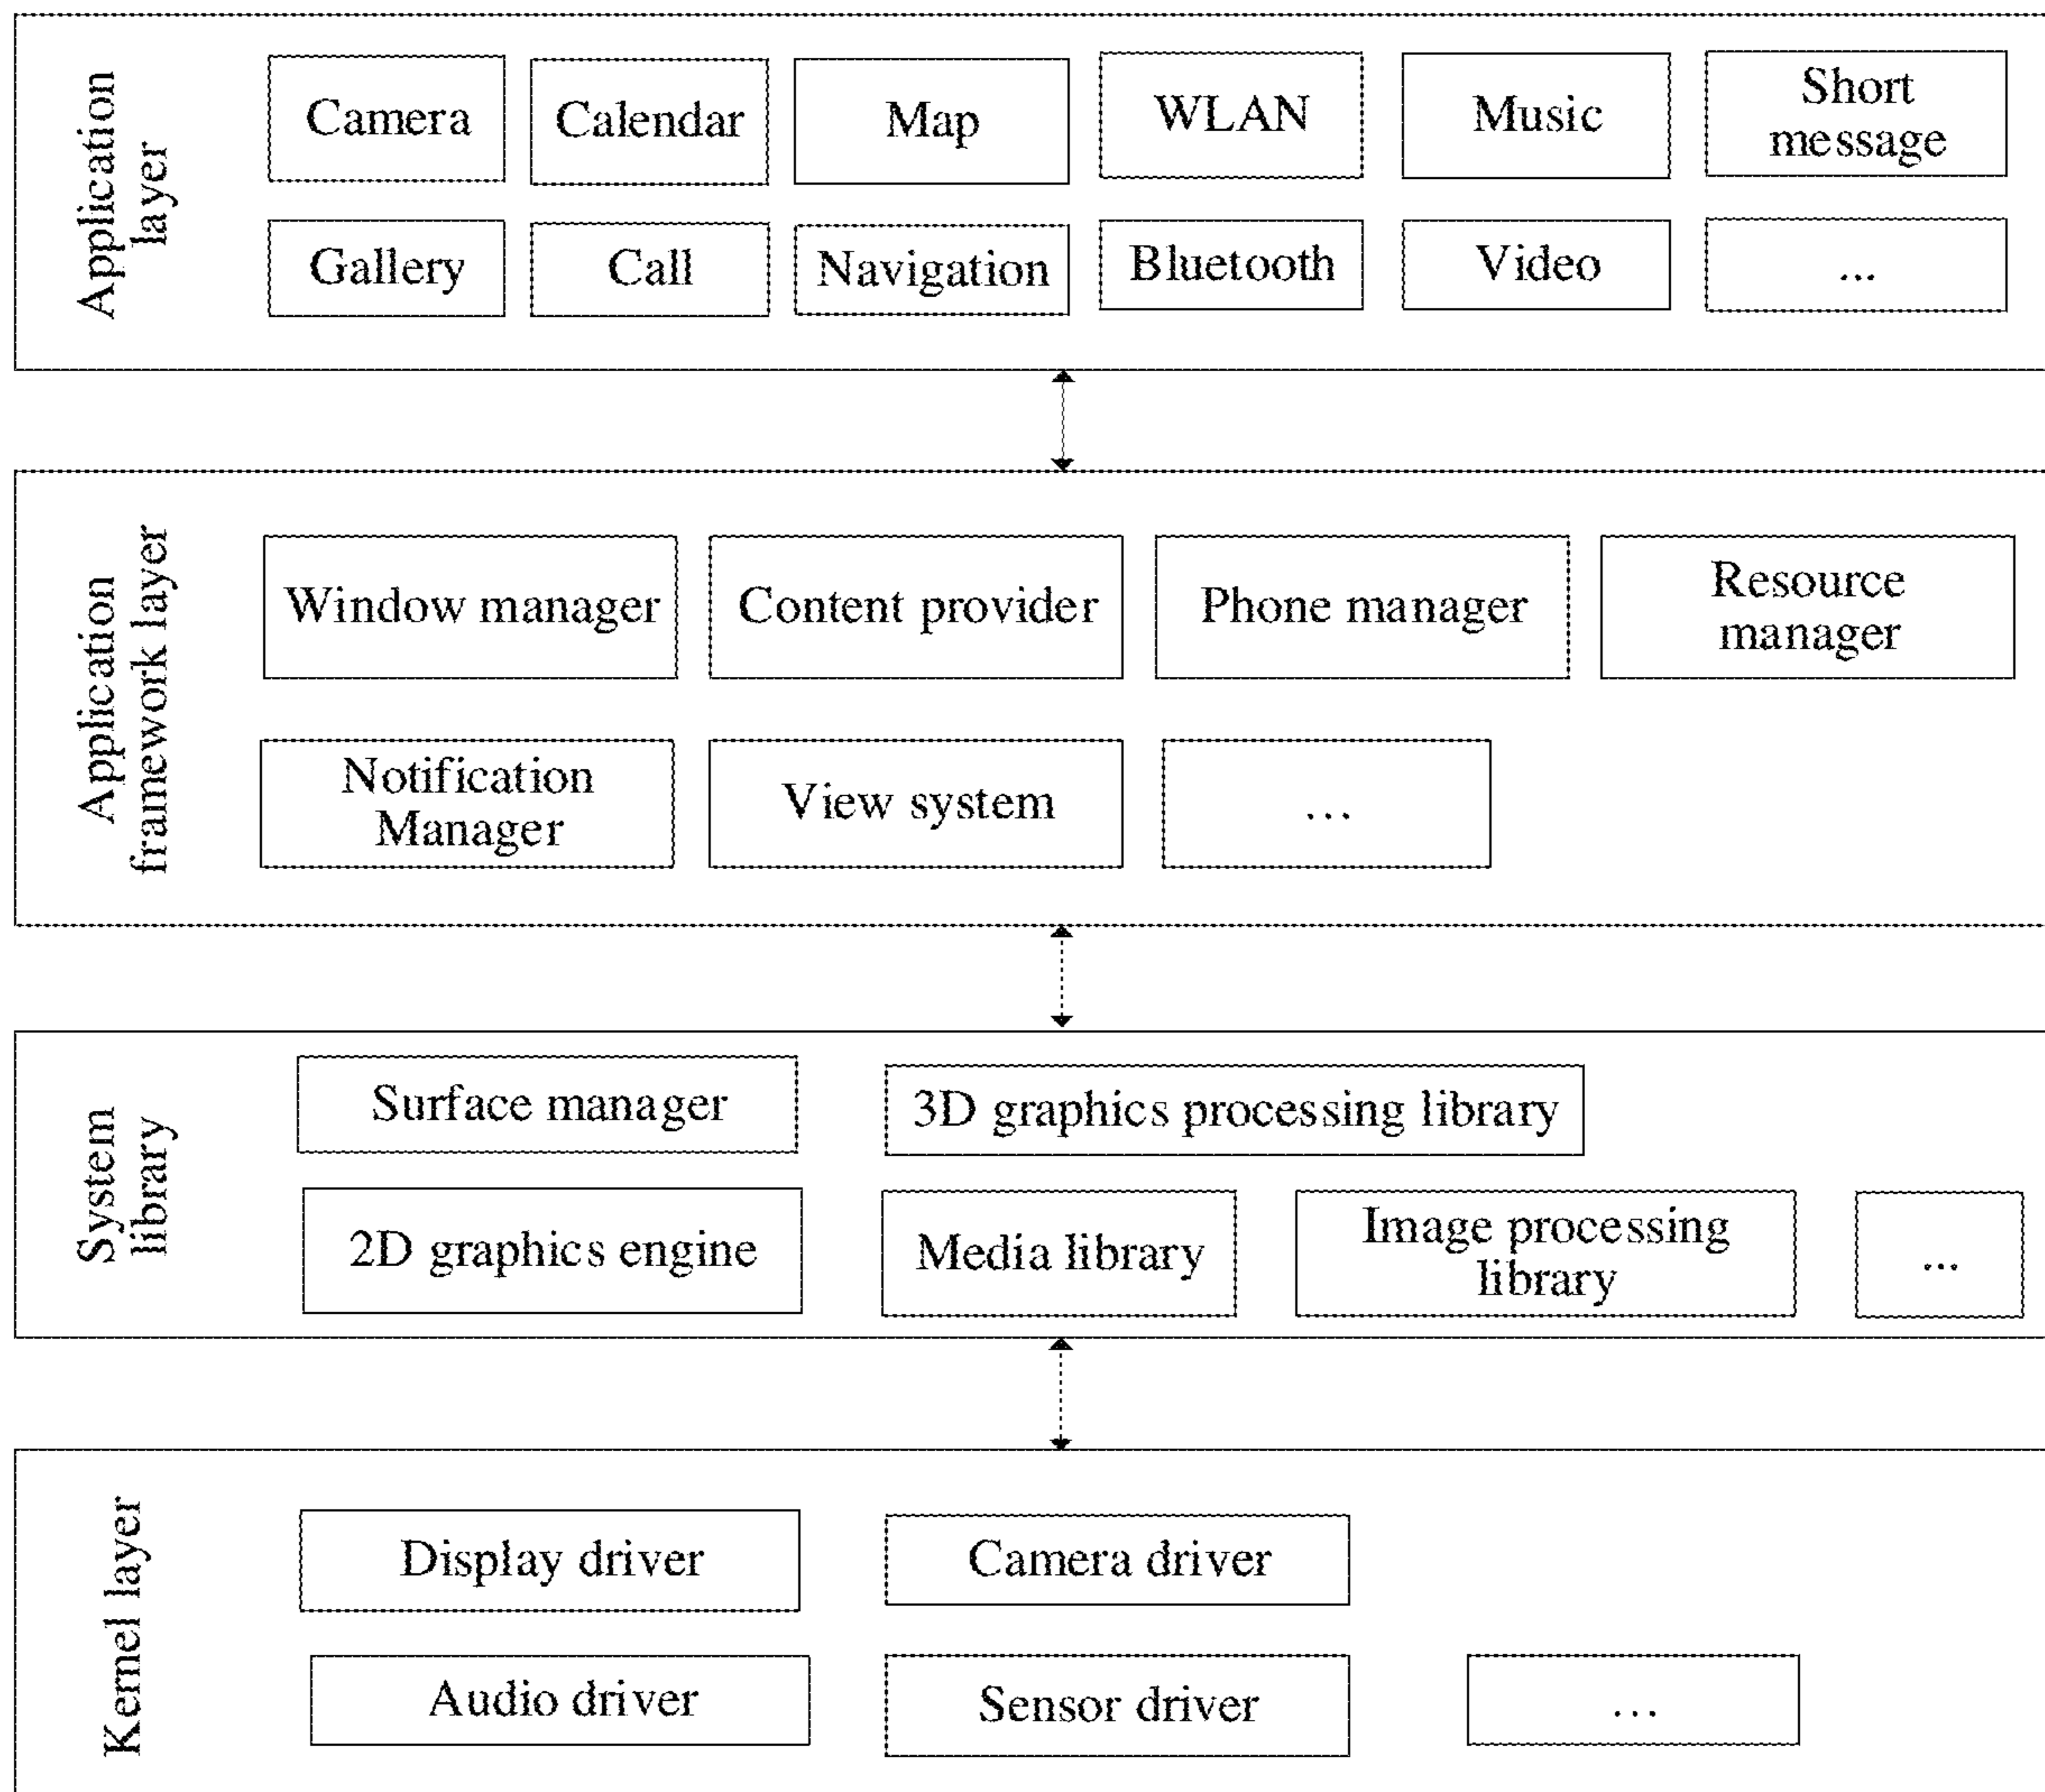 Application
layer
Camera
Calendar
Map
WLAN
Music
Short
message
Gallery
Call
Navigation
Bluetooth
Video
...
Application
framework layer
Window manager
Content provider
Phone manager
Resource
manager
Notification
Manager
View system
...
System
library
Surface manager
3D graphics processing library
2D graphics engine
Media library
Image processing
library
...
Kernel layer
Display driver
Camera driver
Audio driver
Sensor driver
...